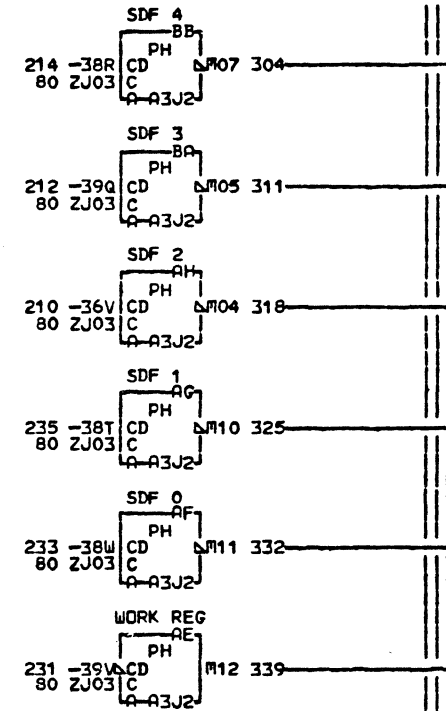 SDF 4
BB
PH
214 -38R CD M07 304
80 ZJ03 C
A-A3J2
SDF 3
BA
PH
212 -39Q CD M05 311
80 ZJ03 C
A-A3J2
SDF 2
AH
PH
210 -36V CD M04 318
80 ZJ03 C
A-A3J2
SDF 1
AG
PH
235 -38T CD M10 325
80 ZJ03 C
A-A3J2
SDF 0
AF
PH
233 -38W CD M11 332
80 ZJ03 C
A-A3J2
WORK REG
AE
PH
231 -39V CD M12 339
80 ZJ03 C
A-A3J2